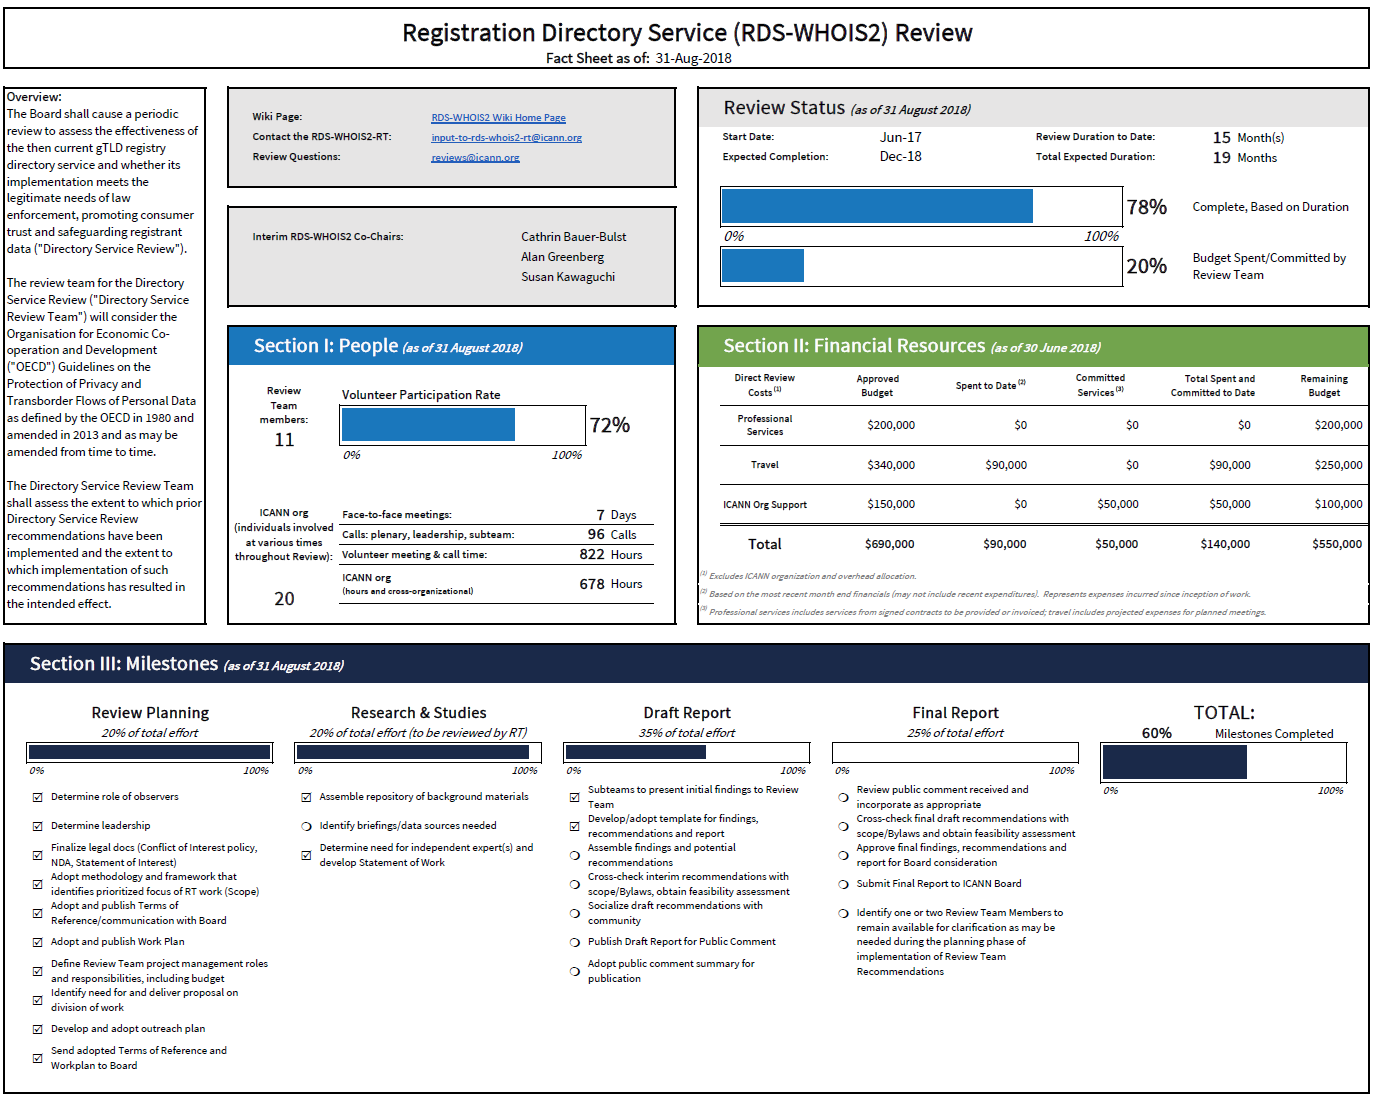 Registration Directory Service (RDS-WHOIS2) Review
Fact Sheet as of: 31-Aug-2018
Overview:
The Board shall cause a periodic
review to assess the effectiveness of
the then current gTLD registry
directory service and whether its
implementation meets the
legitimate needs of law
enforcement, promoting consumer
trust and safeguarding registrant
data ("Directory Service Review").
The review team for the Directory
Service Review ("Directory Service
Review Team") will consider the
Organisation for Economic Co-
operation and Development
("OECD") Guidelines on the
Protection of Privacy and
Transborder Flows of Personal Data
as defined by the OECD in 1980 and
amended in 2013 and as may be
amended from time to time.
The Directory Service Review Team
shall assess the extent to which prior
Directory Service Review
recommendations have been
implemented and the extent to
which implementation of such
recommendations has resulted in
the intended effect.
Wiki Page: RDS-WHOIS2 Wiki Home Page
Contact the RDS-WHOIS2-RT: input-to-rds-whois2-rt@icann.org
Review Questions: reviews@icann.org
Interim RDS-WHOIS2 Co-Chairs: Cathrin Bauer-Bulst
Alan Greenberg
Susan Kawaguchi
Review Status (as of 31 August 2018)
Start Date: Jun-17 Review Duration to Date: 15 Month(s)
Expected Completion: Dec-18 Total Expected Duration: 19 Months
78% Complete, Based on Duration
0% 100%
20% Budget Spent/Committed by
Review Team
Section I: People (as of 31 August 2018)
Review
Team
members:
11
Volunteer Participation Rate
72%
0% 100%
ICANN org
(individuals involved
at various times
throughout Review):
20
Face-to-face meetings: 7 Days
Calls: plenary, leadership, subteam: 96 Calls
Volunteer meeting & call time: 822 Hours
ICANN org
(hours and cross-organizational) 678 Hours
Section II: Financial Resources (as of 30 June 2018)
Direct Review Costs (1) Approved Budget Spent to Date (2) Committed Services (3) Total Spent and Committed to Date Remaining Budget
Professional Services $200,000 $0 $0 $0 $200,000
Travel $340,000 $90,000 $0 $90,000 $250,000
ICANN Org Support $150,000 $0 $50,000 $50,000 $100,000
Total $690,000 $90,000 $50,000 $140,000 $550,000
(1) Excludes ICANN organization and overhead allocation.
(2) Based on the most recent month end financials (may not include recent expenditures). Represents expenses incurred since inception of work.
(3) Professional services includes services from signed contracts to be provided or invoiced; travel includes projected expenses for planned meetings.
Section III: Milestones (as of 31 August 2018)
Review Planning
20% of total effort
0% 100%
☑ Determine role of observers
☑ Determine leadership
☑ Finalize legal docs (Conflict of Interest policy,
NDA, Statement of Interest)
☑ Adopt methodology and framework that
identifies prioritized focus of RT work (Scope)
☑ Adopt and publish Terms of
Reference/communication with Board
☑ Adopt and publish Work Plan
☑ Define Review Team project management roles
and responsibilities, including budget
☑ Identify need for and deliver proposal on
division of work
☑ Develop and adopt outreach plan
☑ Send adopted Terms of Reference and
Workplan to Board
Research & Studies
20% of total effort (to be reviewed by RT)
0% 100%
☑ Assemble repository of background materials
❍ Identify briefings/data sources needed
☑ Determine need for independent expert(s) and
develop Statement of Work
Draft Report
35% of total effort
0% 100%
☑ Subteams to present initial findings to Review
Team
☑ Develop/adopt template for findings,
recommendations and report
❍ Assemble findings and potential
recommendations
❍ Cross-check interim recommendations with
scope/Bylaws, obtain feasibility assessment
❍ Socialize draft recommendations with
community
❍ Publish Draft Report for Public Comment
❍ Adopt public comment summary for
publication
Final Report
25% of total effort
0% 100%
❍ Review public comment received and
incorporate as appropriate
❍ Cross-check final draft recommendations with
scope/Bylaws and obtain feasibility assessment
❍ Approve final findings, recommendations and
report for Board consideration
❍ Submit Final Report to ICANN Board
❍ Identify one or two Review Team Members to
remain available for clarification as may be
needed during the planning phase of
implementation of Review Team
Recommendations
TOTAL:
60% Milestones Completed
0% 100%